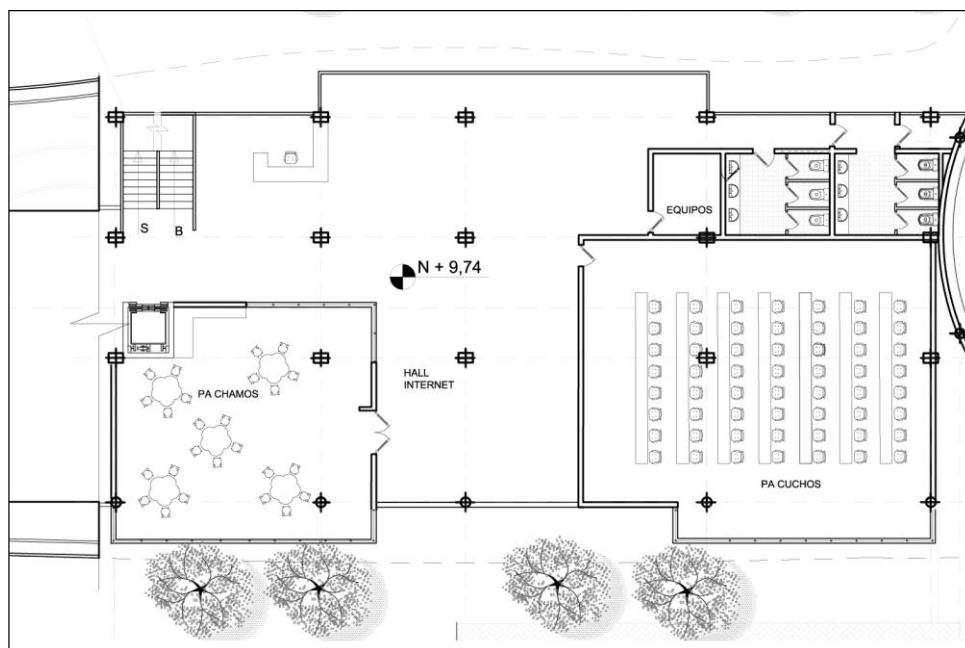 EQUIPOS
S
B
N + 9,74
HALL
INTERNET
PA CHAMOS
PA CUCHOS